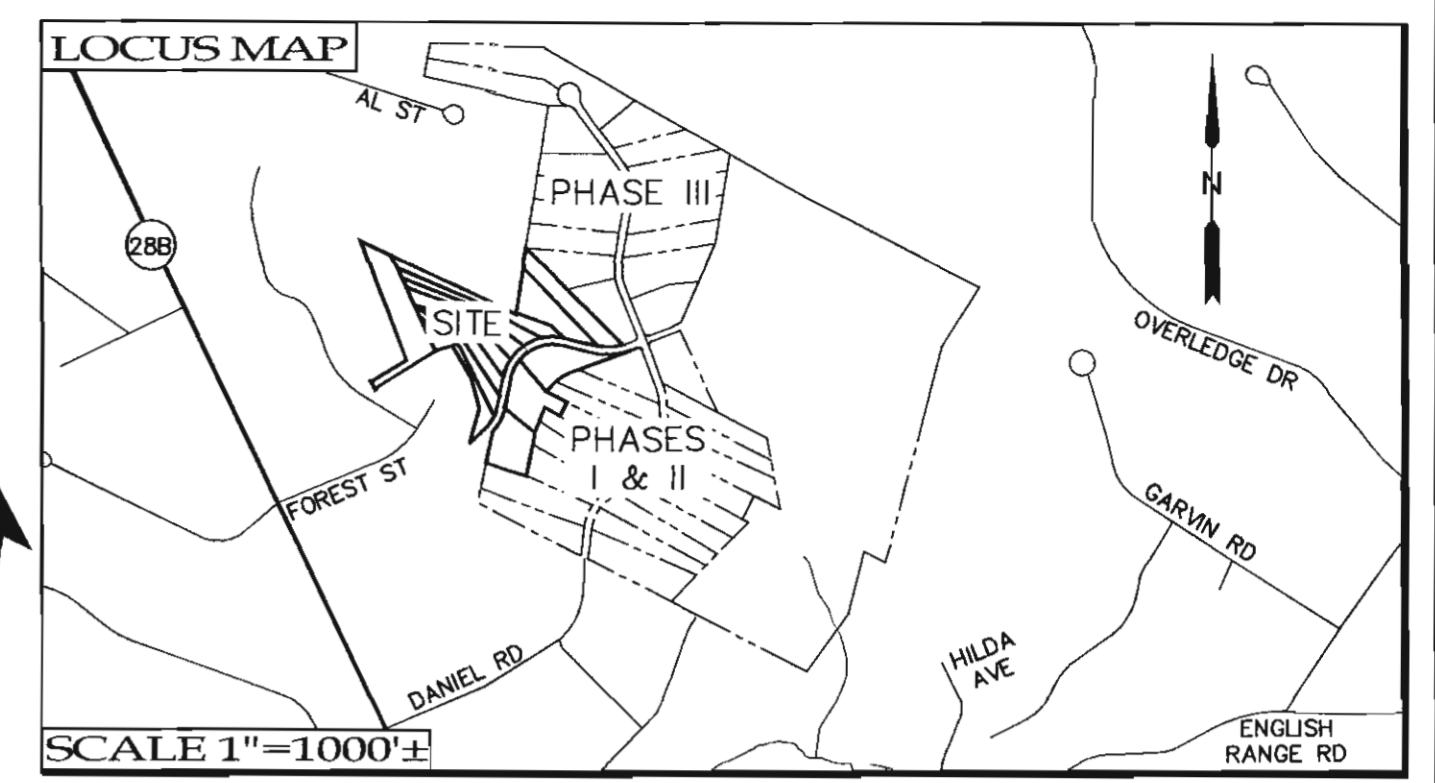 LOCUS MAP
AL ST
PHASE III
N
28B
SITE
OVERLEDGE DR
PHASES
I & II
FOREST ST
GARVIN RD
HILDA
AVE
DANIEL RD
ENGLISH
RANGE RD
SCALE 1"=1000'±